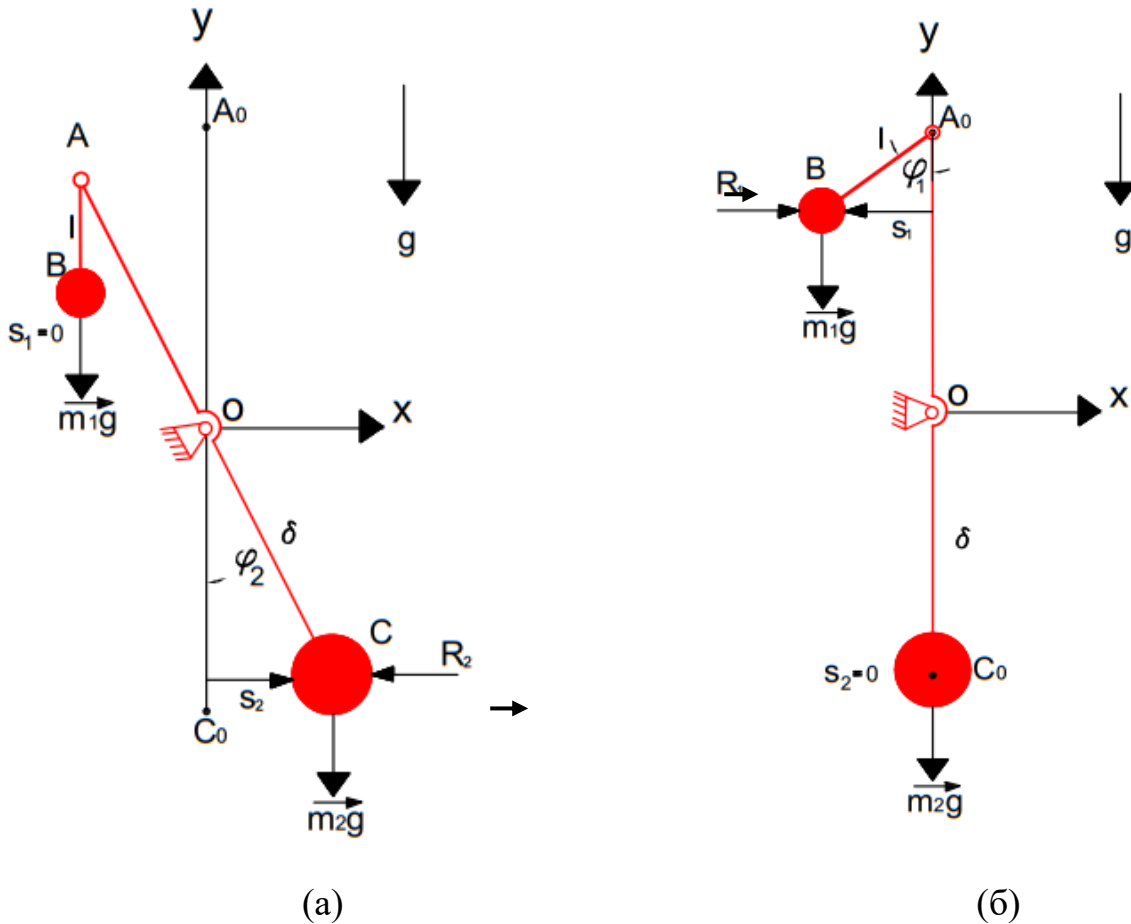 y
A₀
A
g
l
B
s₁=0
m₁g
O
x
δ
φ₂
C
R₂
s₂
C₀
m₂g
(а)
y
A₀
l
φ₁
B
R₁
s₁
g
m₁g
O
x
δ
s₂=0
C₀
m₂g
(б)